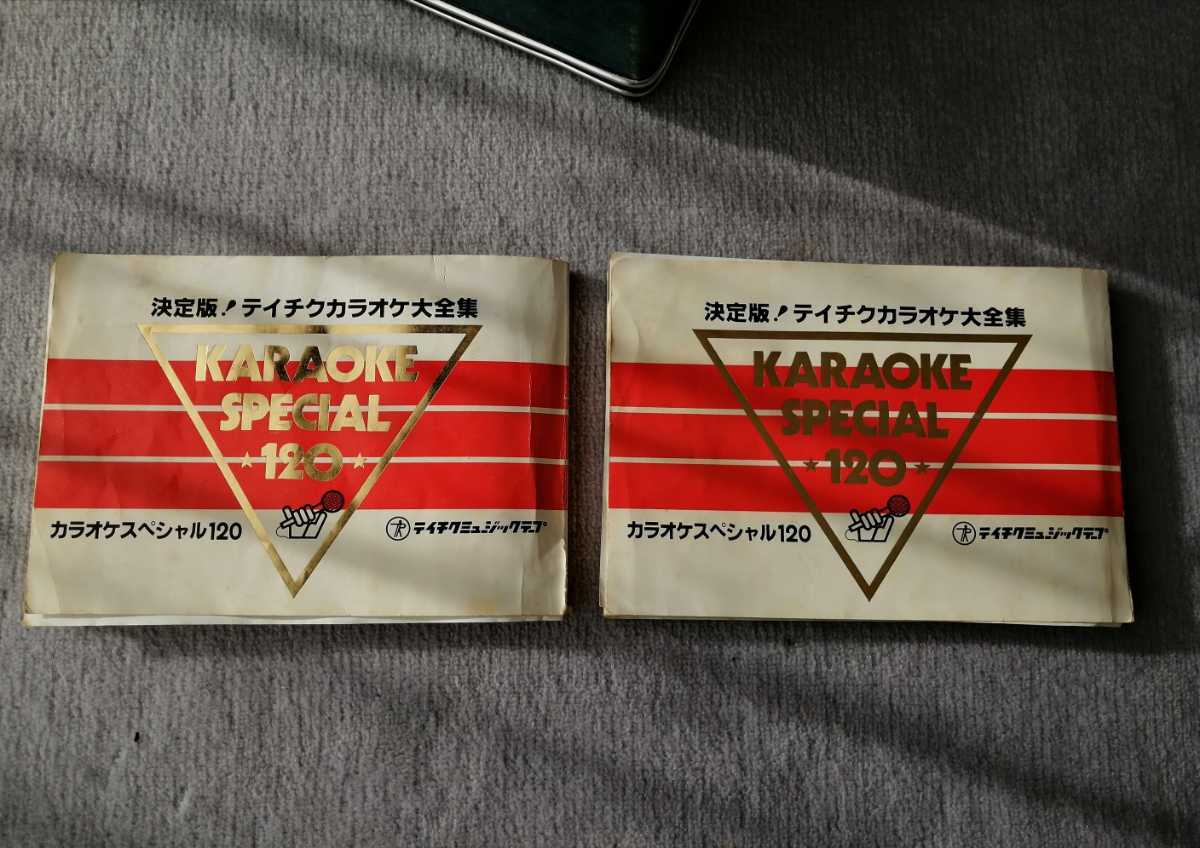 決定版!テイチクカラオケ大全集
KARAOKE
SPECIAL
★120★
カラオケスペシャル120
テイチクミュージックテープ
決定版!テイチクカラオケ大全集
KARAOKE
SPECIAL
★120★
カラオケスペシャル120
テイチクミュージックテープ